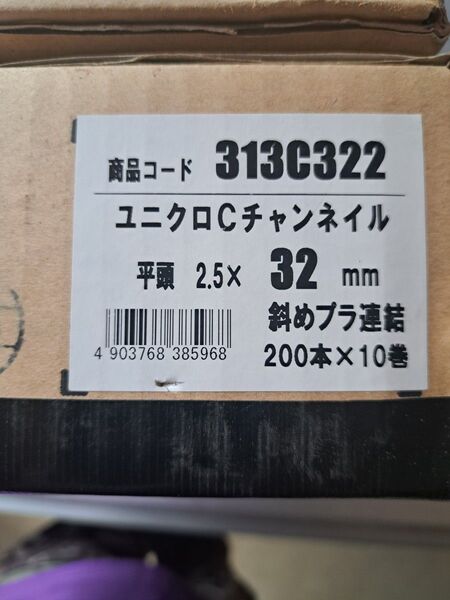 商品コード 313C322
ユニクロCチャンネイル
平頭 2.5× 32 mm
斜めプラ連結
200本×10巻
4 903768 385968